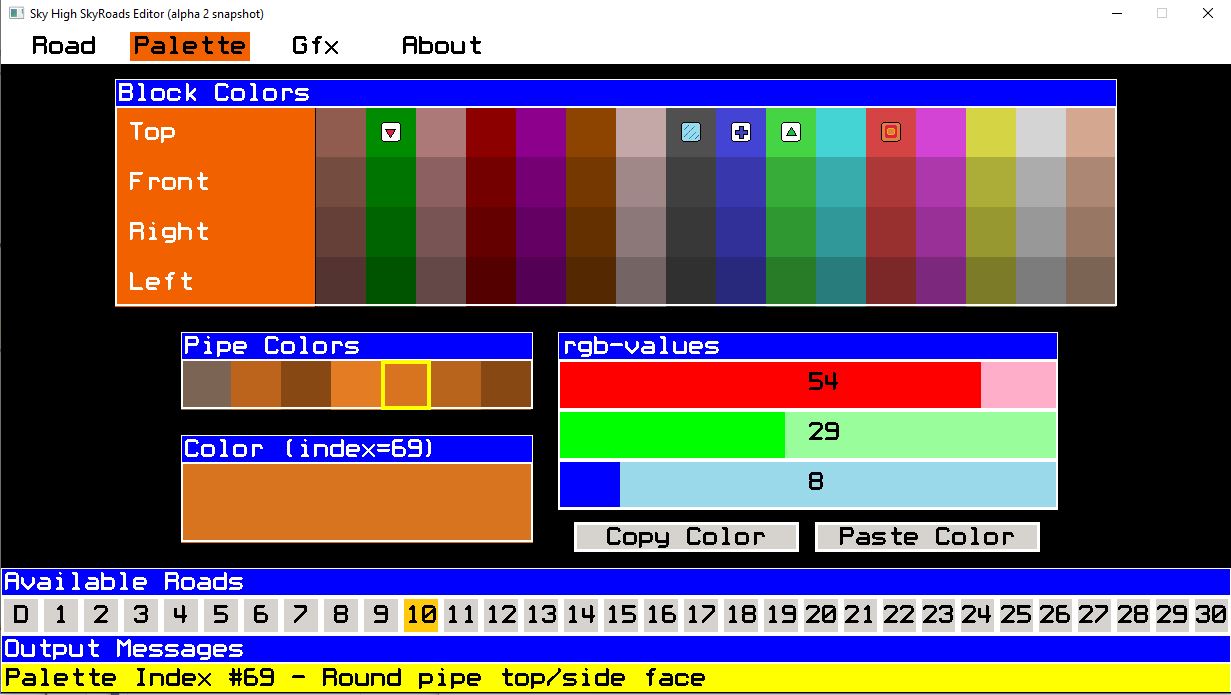 Sky High SkyRoads Editor (alpha 2 snapshot)
Road Palette Gfx About
Block Colors
Top
Front
Right
Left
Pipe Colors
rgb-values
54
29
8
Color (index=69)
Copy Color Paste Color
Available Roads
D 1 2 3 4 5 6 7 8 9 10 11 12 13 14 15 16 17 18 19 20 21 22 23 24 25 26 27 28 29 30
Output Messages
Palette Index #69 - Round pipe top/side face